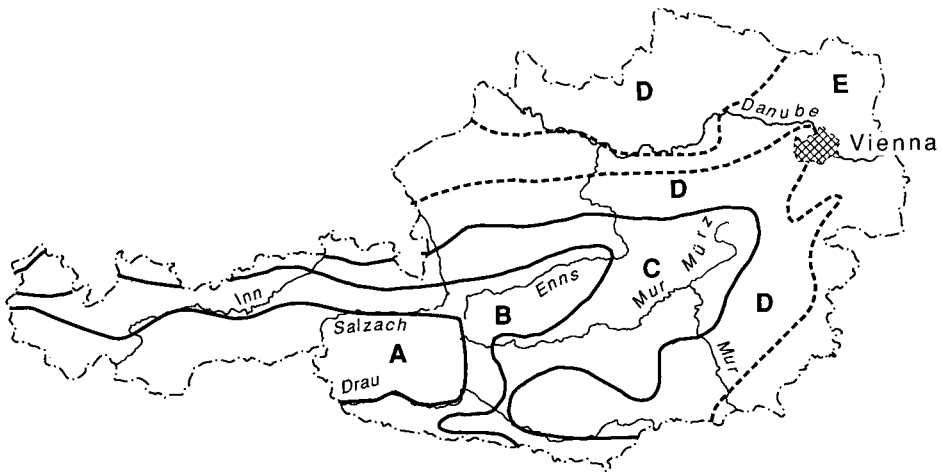 D
E
Danube
Vienna
D
Mürz
C
Enns
Mur
Inn
B
D
Salzach
A
Mur
Drau